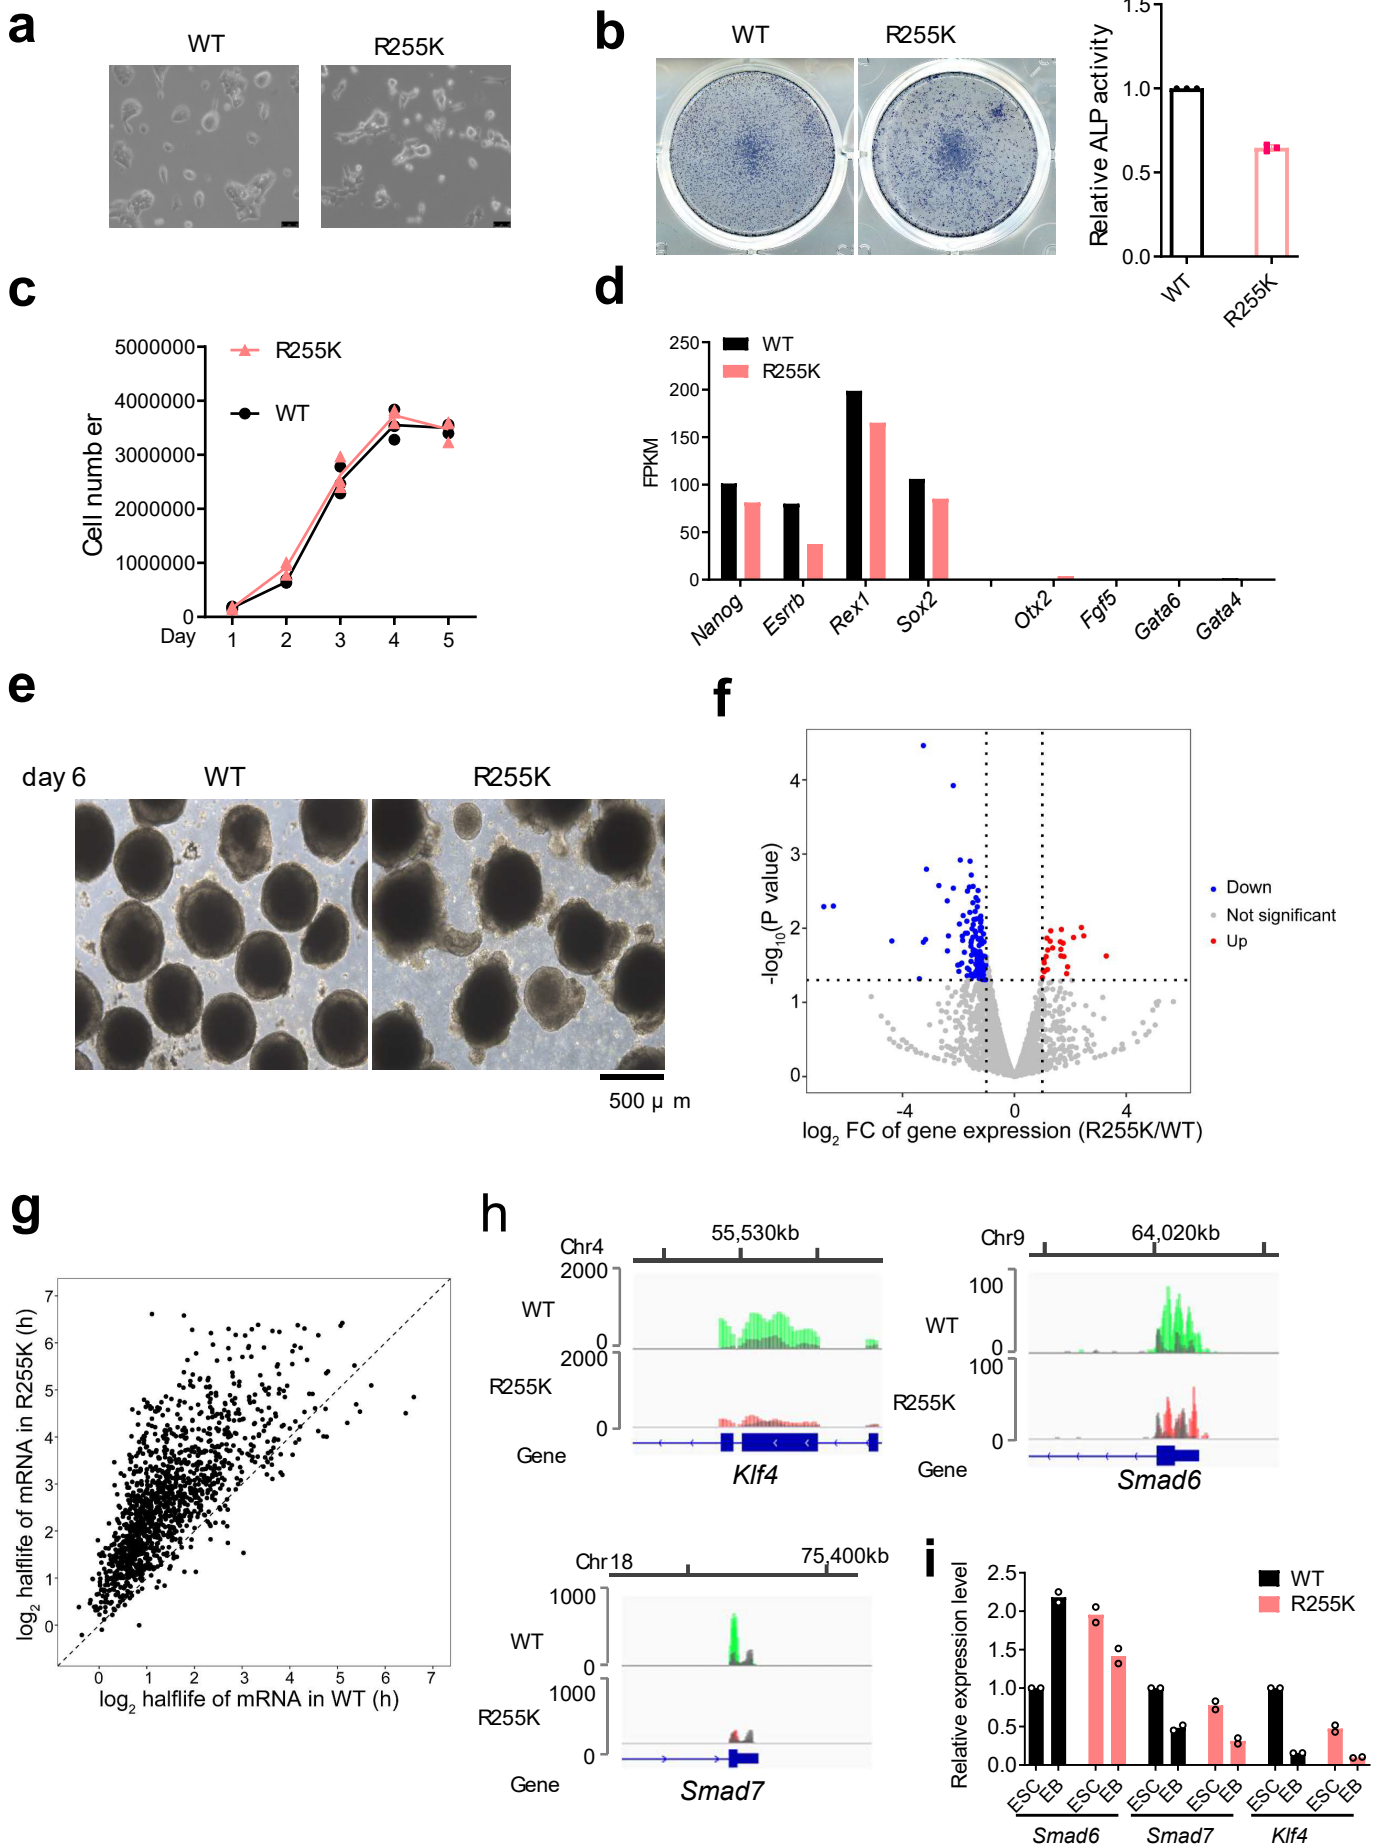 a
WT
R255K
b
WT
R255K
Relative ALP activity
1.5
1.0
0.5
0.0
WT
R255K
c
Cell number
5000000
4000000
3000000
2000000
1000000
0
R255K
WT
Day
1 2 3 4 5
d
FPKM
250
200
150
100
50
0
WT
R255K
Nanog
Esrrb
Rex1
Sox2
Otx2
Fgf5
Gata6
Gata4
e
day 6
WT
R255K
500 μ m
f
-log10(P value)
4
3
2
1
0
-4 0 4
log2 FC of gene expression (R255K/WT)
Down
Not significant
Up
g
log2 halflife of mRNA in R255K (h)
7
6
5
4
3
2
1
0
0 1 2 3 4 5 6 7
log2 halflife of mRNA in WT (h)
h
Chr4
55,530kb
2000
WT
0
2000
R255K
0
Gene
Klf4
Chr9
64,020kb
100
WT
0
100
R255K
0
Gene
Smad6
Chr18
75,400kb
1000
WT
0
1000
R255K
0
Gene
Smad7
i
Relative expression level
2.5
2.0
1.5
1.0
0.5
0.0
WT
R255K
ESC EB ESC EB ESC EB ESC EB ESC EB ESC EB
Smad6 Smad7 Klf4